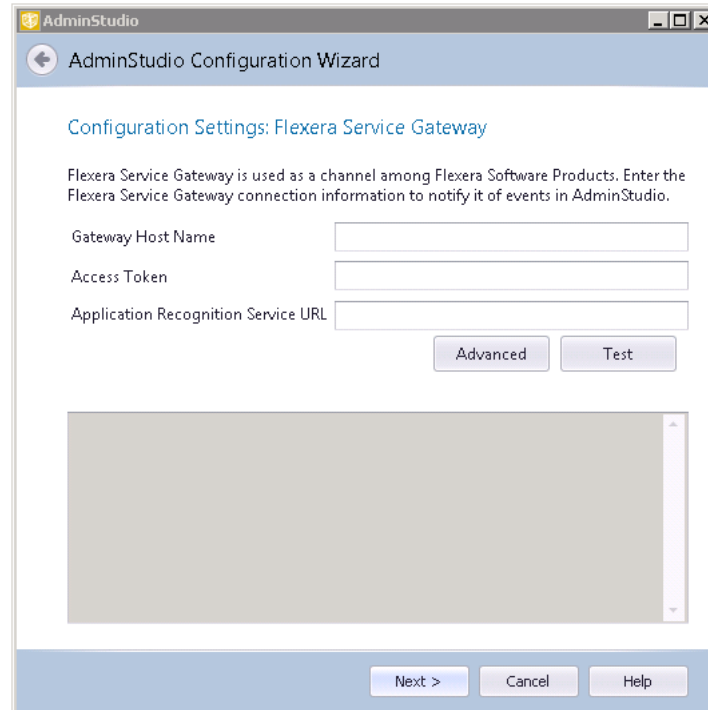 AdminStudio
AdminStudio Configuration Wizard
Configuration Settings: Flexera Service Gateway
Flexera Service Gateway is used as a channel among Flexera Software Products. Enter the
Flexera Service Gateway connection information to notify it of events in AdminStudio.
Gateway Host Name
Access Token
Application Recognition Service URL
Advanced Test
Next > Cancel Help